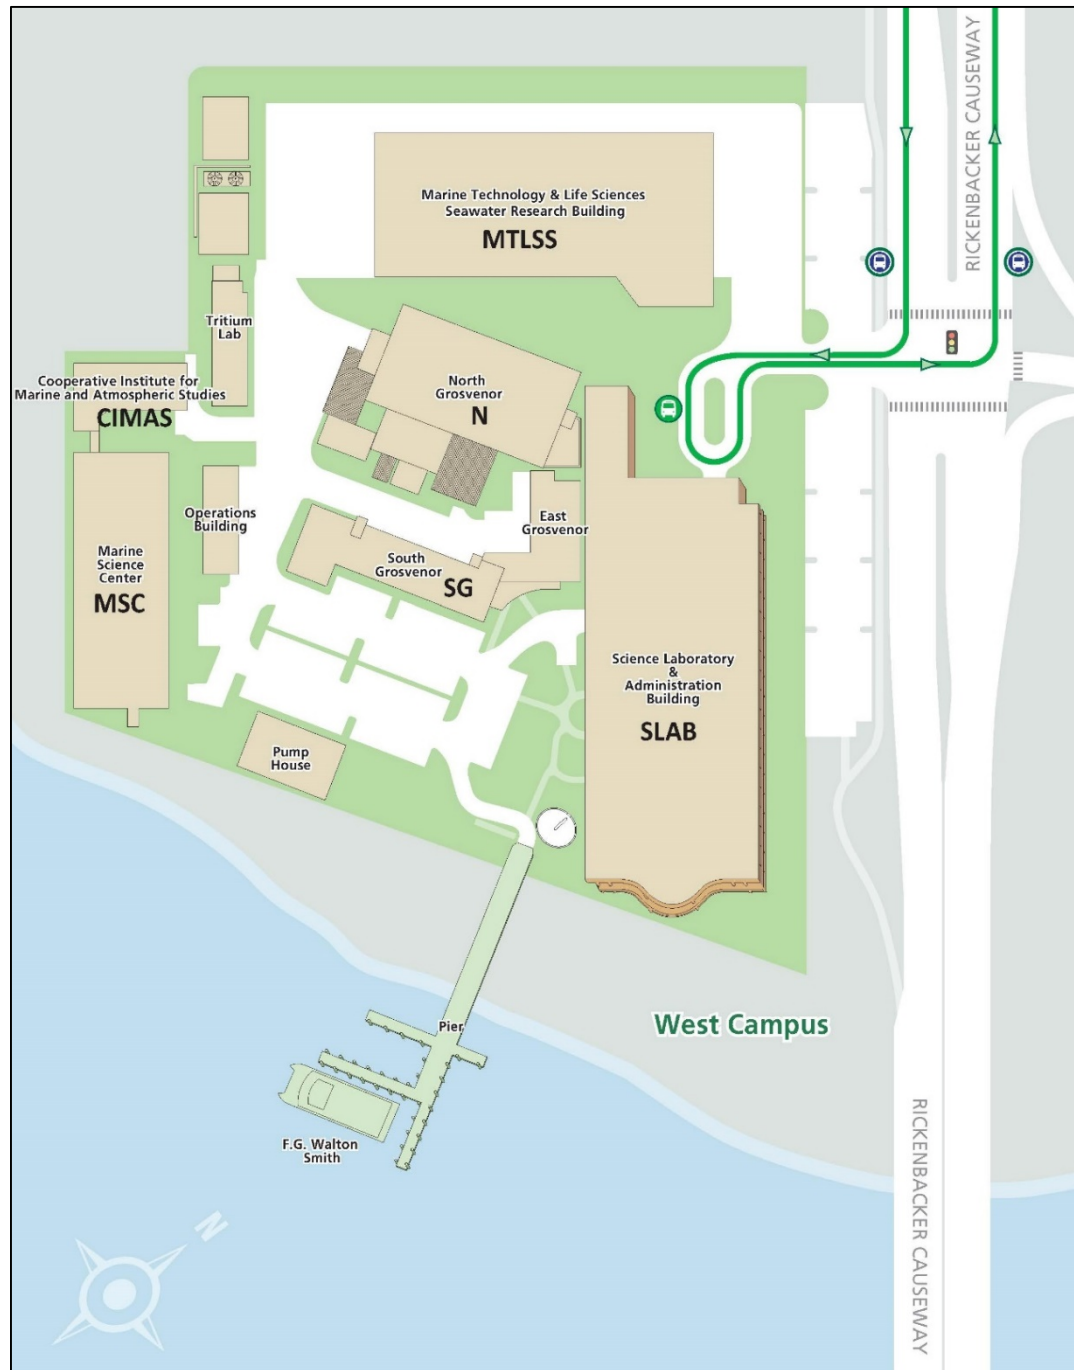 RICKENBACKER CAUSEWAY
Marine Technology & Life Sciences
Seawater Research Building
MTLSS
Tritium
Lab
Cooperative Institute for
Marine and Atmospheric Studies
CIMAS
North
Grosvenor
N
Operations
Building
East
Grosvenor
Marine
Science
Center
MSC
South
Grosvenor
SG
Science Laboratory
&
Administration
Building
SLAB
Pump
House
West Campus
Pier
F.G. Walton
Smith
RICKENBACKER CAUSEWAY
N